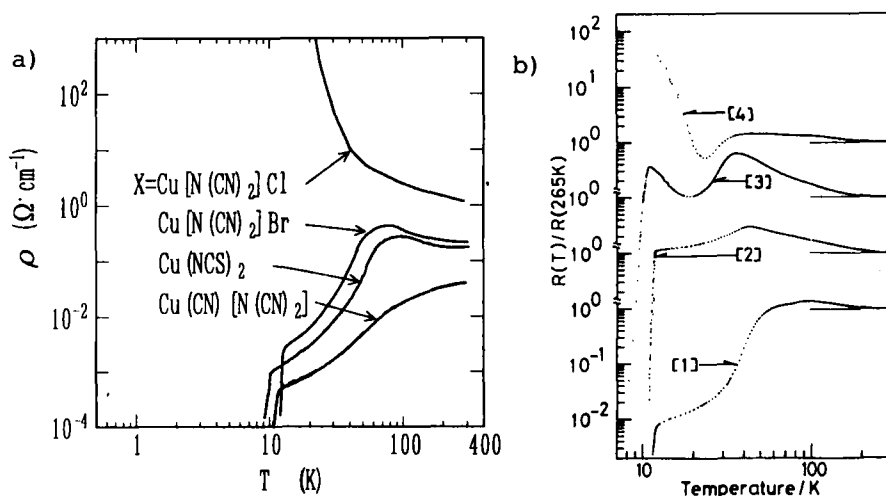 a)
10²
10⁰
10⁻²
10⁻⁴
ρ (Ω·cm⁻¹)
X=Cu[N(CN)₂]Cl
Cu[N(CN)₂]Br
Cu(NCS)₂
Cu(CN)[N(CN)₂]
1 10 100 400
T (K)
b)
10²
10¹
10⁰
10⁰
10⁰
10⁰
10⁻¹
10⁻²
R(T)/R(265K)
[4]
[3]
[2]
[1]
10 100
Temperature/K